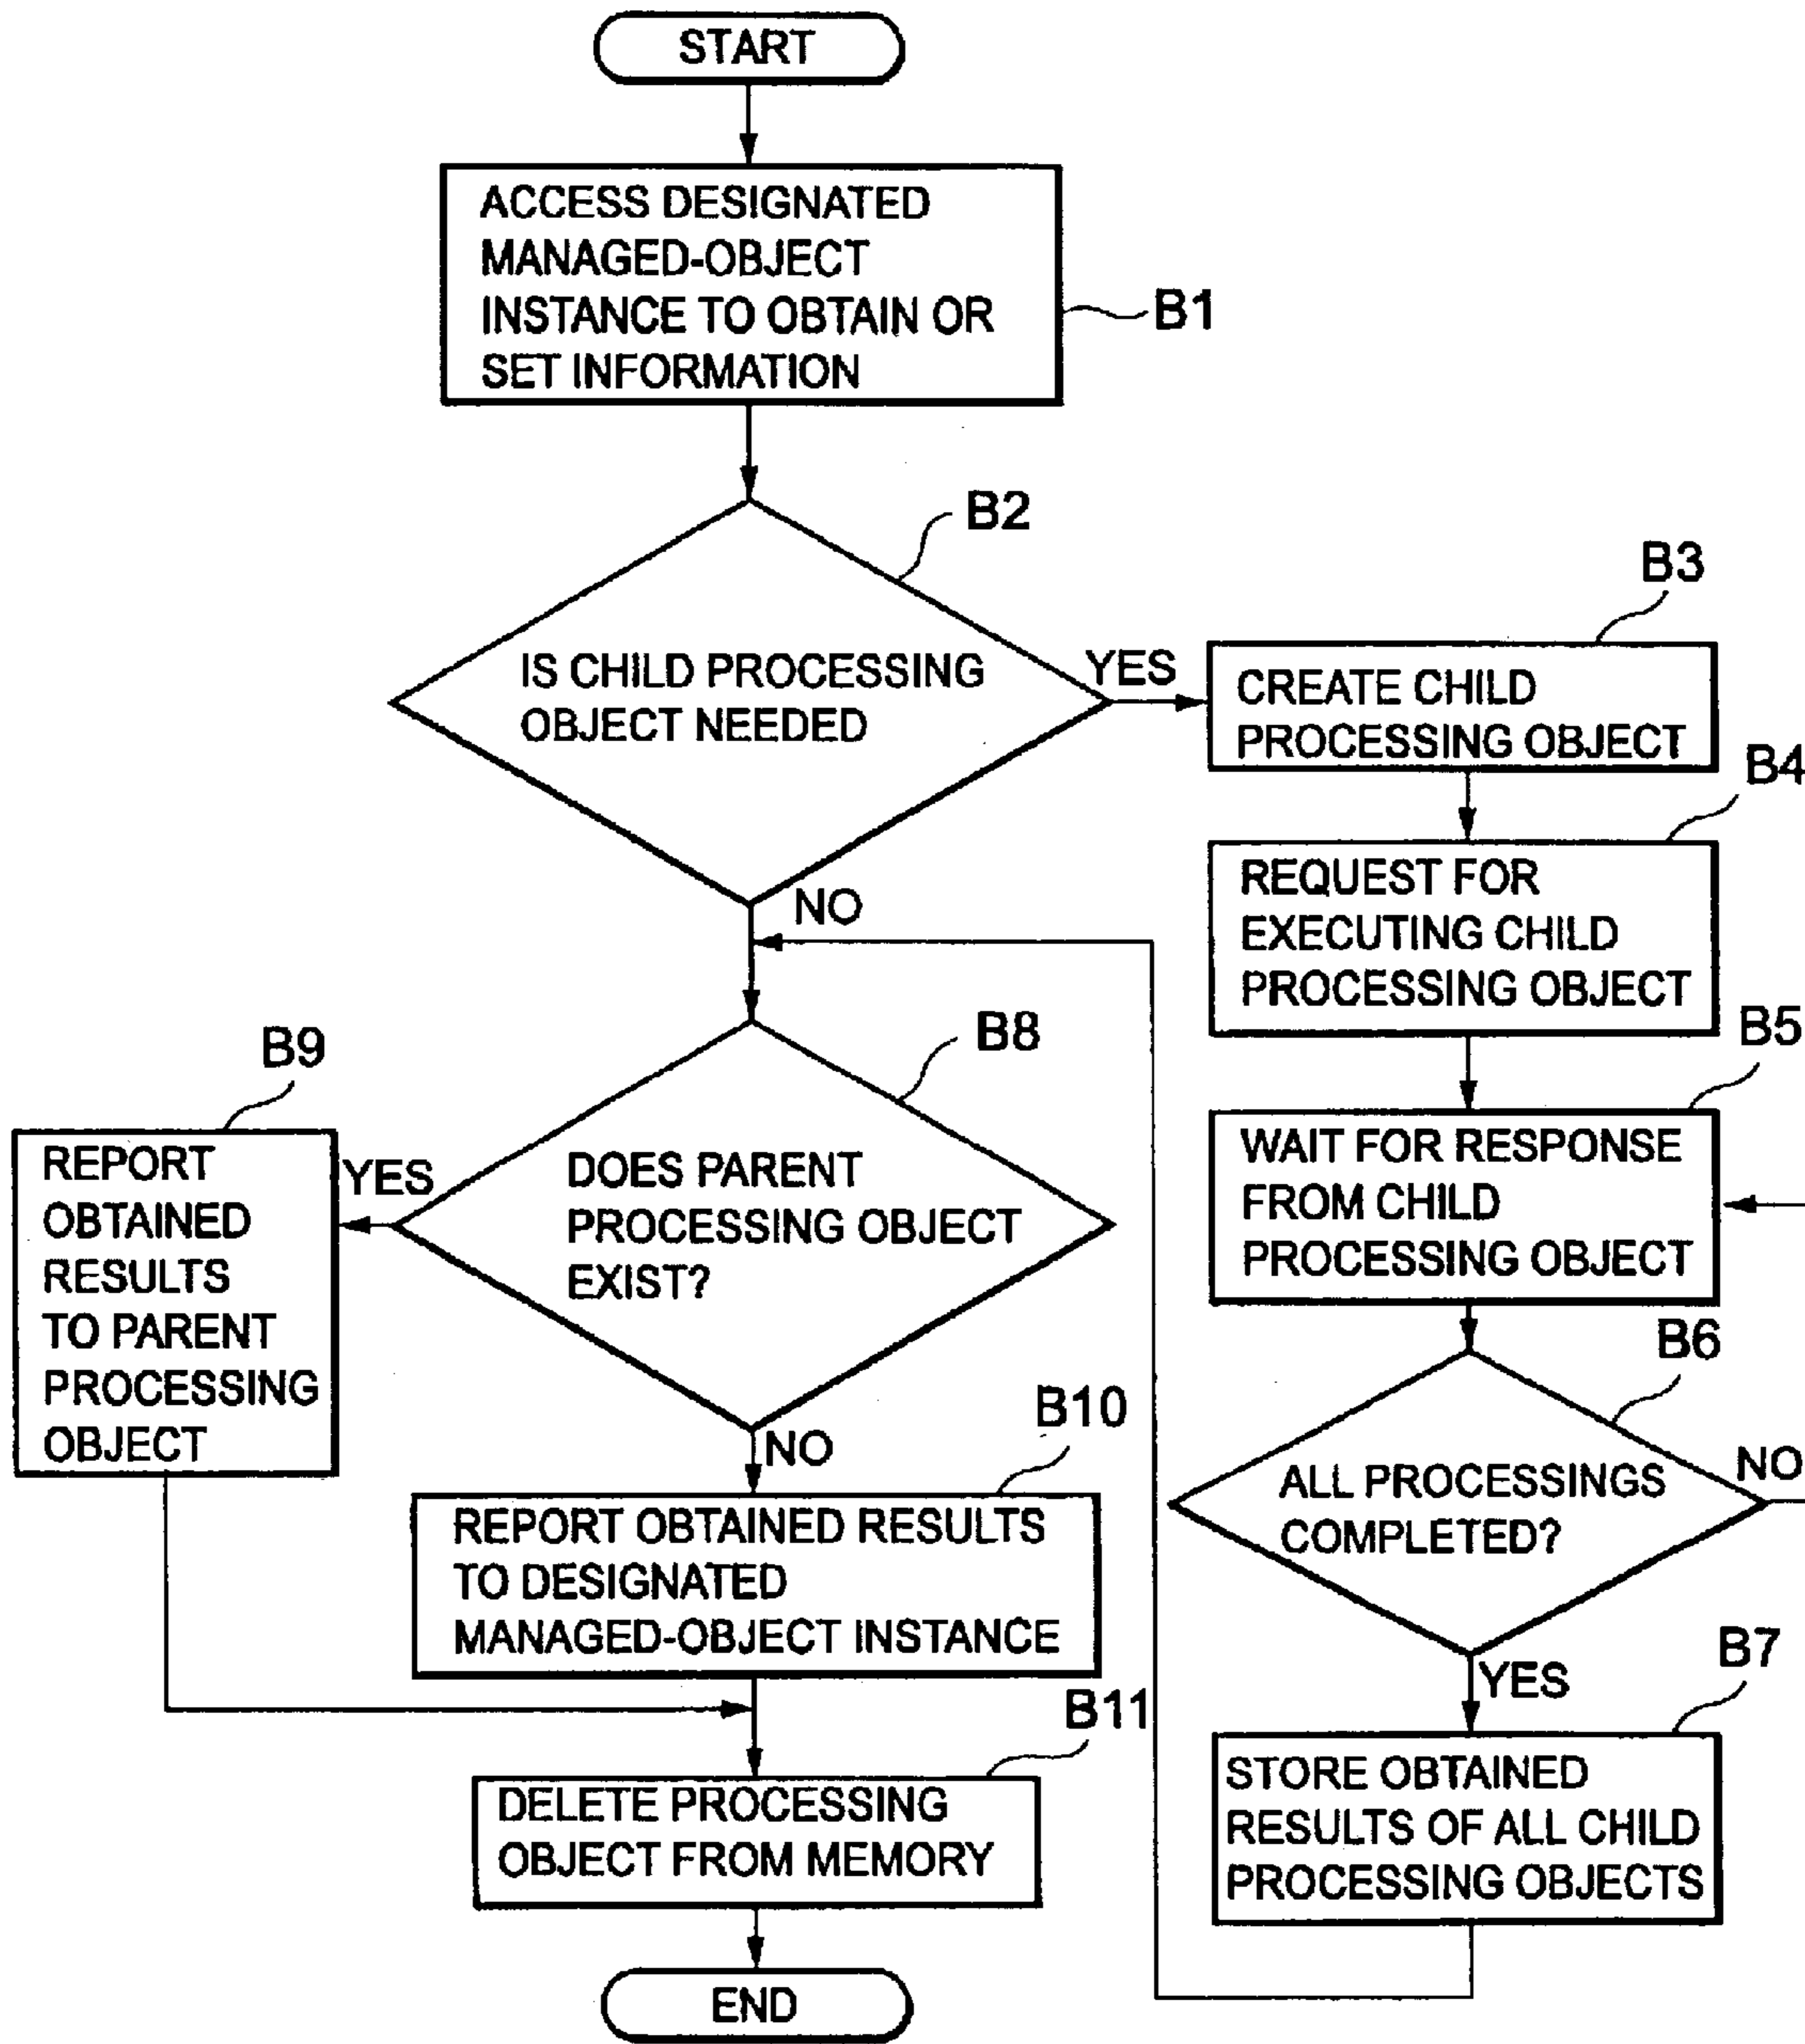 START
ACCESS DESIGNATED
MANAGED-OBJECT
INSTANCE TO OBTAIN OR
SET INFORMATION
B1
B2
IS CHILD PROCESSING
OBJECT NEEDED
YES
NO
B3
CREATE CHILD
PROCESSING OBJECT
B4
REQUEST FOR
EXECUTING CHILD
PROCESSING OBJECT
B5
WAIT FOR RESPONSE
FROM CHILD
PROCESSING OBJECT
B6
ALL PROCESSINGS
COMPLETED?
NO
YES
B7
STORE OBTAINED
RESULTS OF ALL CHILD
PROCESSING OBJECTS
B8
DOES PARENT
PROCESSING OBJECT
EXIST?
YES
NO
B9
REPORT
OBTAINED
RESULTS
TO PARENT
PROCESSING
OBJECT
B10
REPORT OBTAINED RESULTS
TO DESIGNATED
MANAGED-OBJECT INSTANCE
B11
DELETE PROCESSING
OBJECT FROM MEMORY
END